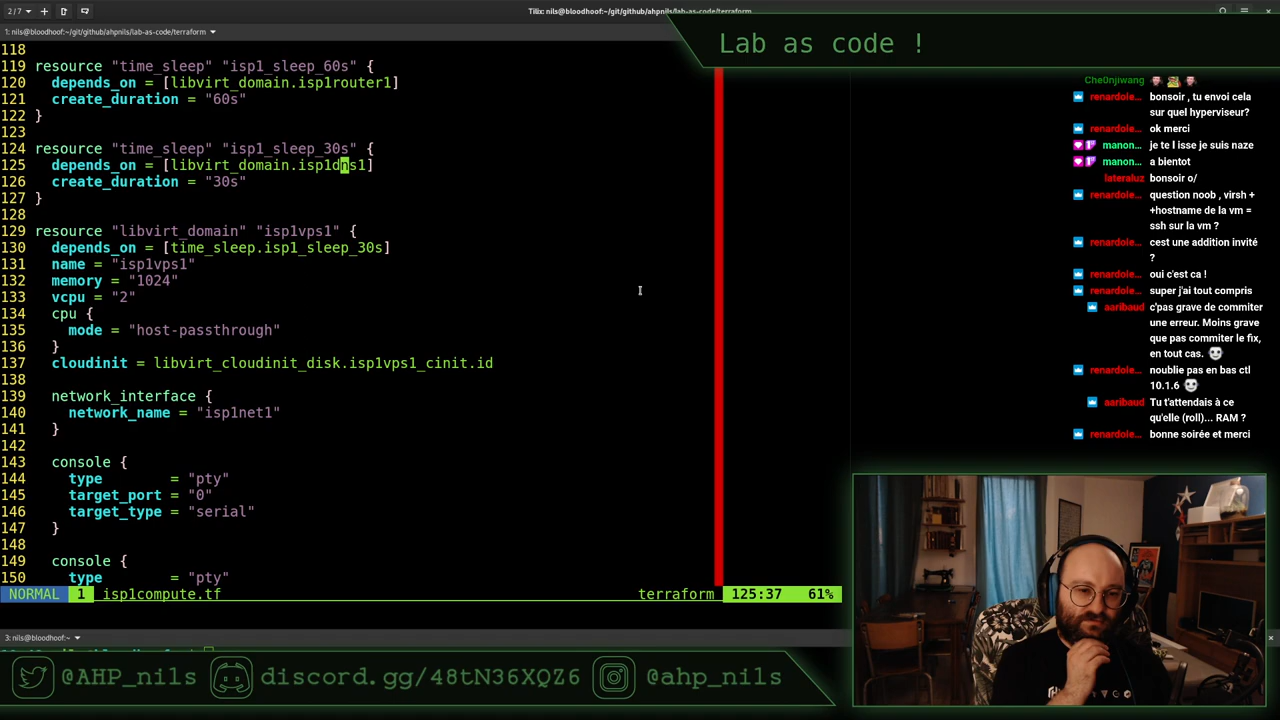 2 / 7
Tilix: nils@bloodhoof:~/git/github/ahpnils/lab-as-code/terraform
1: nils@bloodhoof:~/git/github/ahpnils/lab-as-code/terraform
Lab as code !
118
119 resource "time_sleep" "isp1_sleep_60s" {
120   depends_on = [libvirt_domain.isp1router1]
121   create_duration = "60s"
122 }
123
124 resource "time_sleep" "isp1_sleep_30s" {
125   depends_on = [libvirt_domain.isp1dns1]
126   create_duration = "30s"
127 }
128
129 resource "libvirt_domain" "isp1vps1" {
130   depends_on = [time_sleep.isp1_sleep_30s]
131   name = "isp1vps1"
132   memory = "1024"
133   vcpu = "2"
134   cpu {
135     mode = "host-passthrough"
136   }
137   cloudinit = libvirt_cloudinit_disk.isp1vps1_cinit.id
138
139   network_interface {
140     network_name = "isp1net1"
141   }
142
143   console {
144     type        = "pty"
145     target_port = "0"
146     target_type = "serial"
147   }
148
149   console {
150     type        = "pty"
NORMAL 1 isp1compute.tf terraform 125:37 61%
3: nils@bloodhoof:~
@AHP_nils discord.gg/48tN36XQZ6 @ahp_nils
Che0njiwang
renardole… bonsoir , tu envoi cela
sur quel hyperviseur?
renardole… ok merci
manon… je te l isse je suis naze
manon… a bientot
lateraluz bonsoir o/
renardole… question noob , virsh +
+hostname de la vm =
ssh sur la vm ?
renardole… cest une addition invité
?
renardole… oui c'est ca !
renardole… super j'ai tout compris
aaribaud c'pas grave de commiter
une erreur. Moins grave
que pas commiter le fix,
en tout cas.
renardole… noublie pas en bas ctl
10.1.6
aaribaud Tu t'attendais à ce
qu'elle (roll)... RAM ?
renardole… bonne soirée et merci